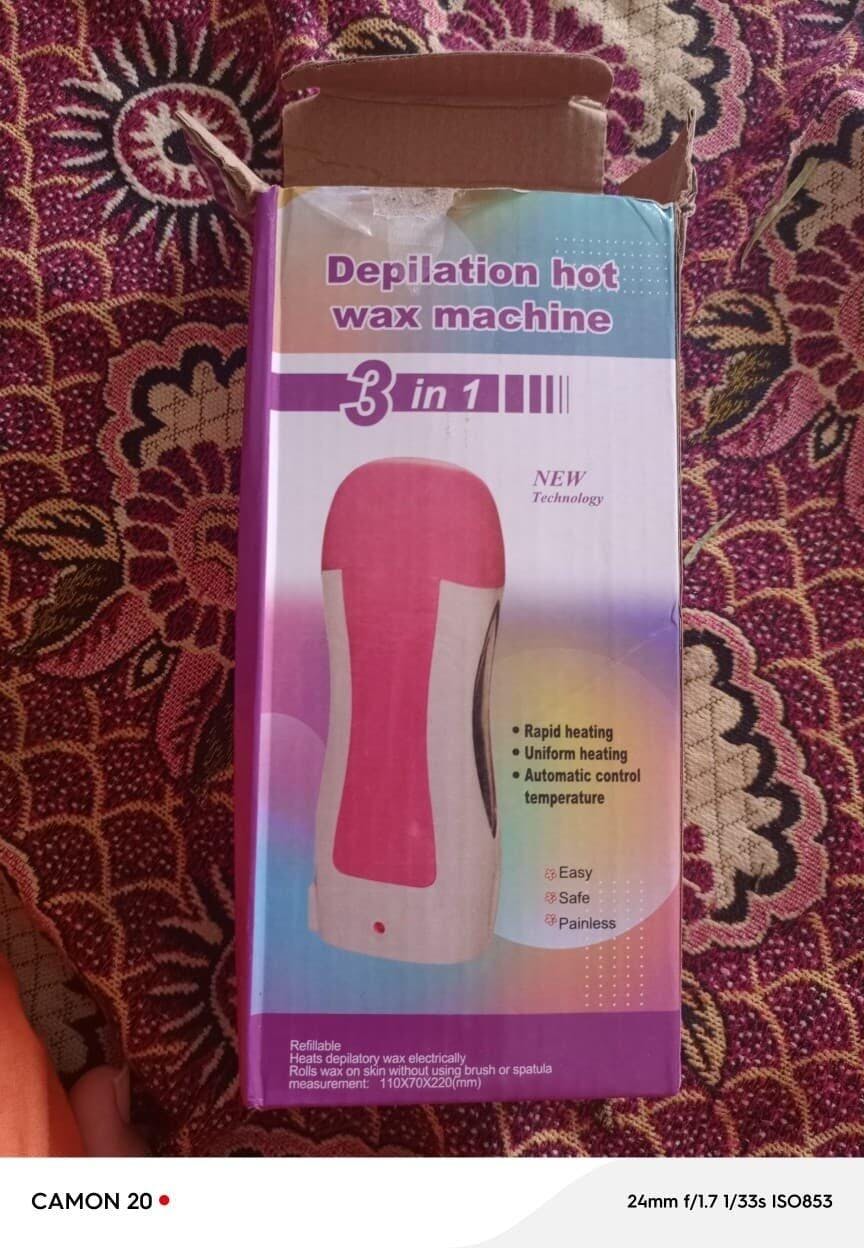 Depilation hot
wax machine
3 in 1
NEW
Technology
• Rapid heating
• Uniform heating
• Automatic control
temperature
Easy
Safe
Painless
Refillable
Heats depilatory wax electrically
Rolls wax on skin without using brush or spatula
measurement: 110X70X220(mm)
CAMON 20
24mm f/1.7 1/33s ISO853